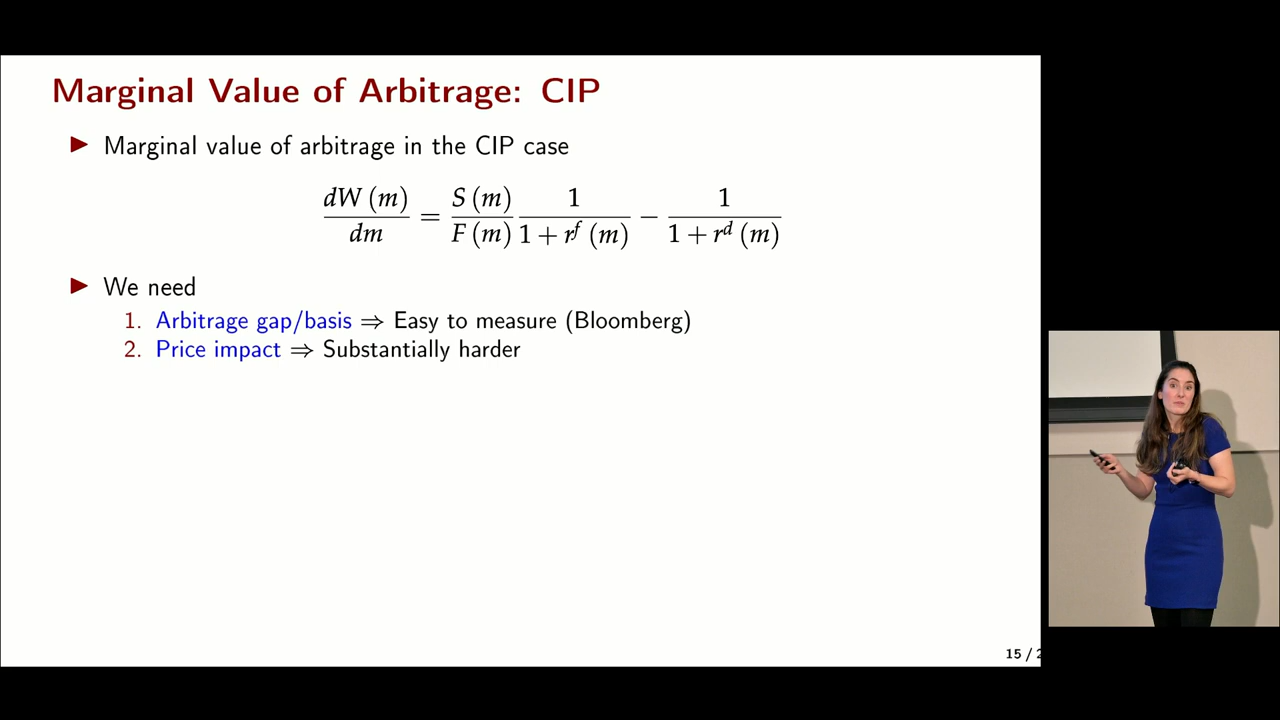 Marginal Value of Arbitrage: CIP
▶ Marginal value of arbitrage in the CIP case
dW (m) / dm = S (m) / F (m) 1 / 1 + r^f (m) − 1 / 1 + r^d (m)
▶ We need
1. Arbitrage gap/basis ⇒ Easy to measure (Bloomberg)
2. Price impact ⇒ Substantially harder
15 / 2